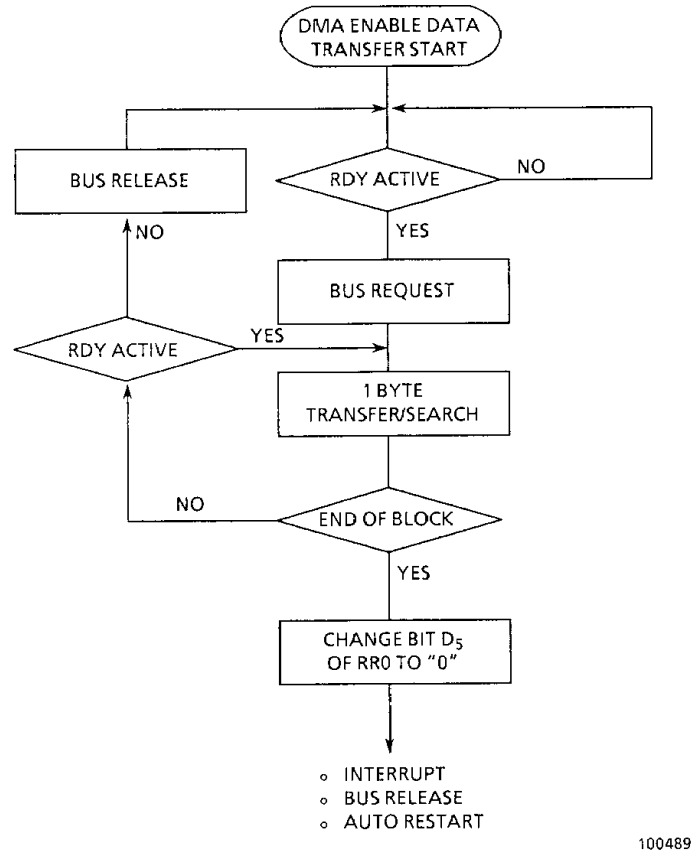 DMA ENABLE DATA
TRANSFER START
BUS RELEASE
RDY ACTIVE
NO
NO
YES
BUS REQUEST
RDY ACTIVE
YES
1 BYTE
TRANSFER/SEARCH
NO
END OF BLOCK
YES
CHANGE BIT D₅
OF RR0 TO "0"
∘ INTERRUPT
∘ BUS RELEASE
∘ AUTO RESTART
100489